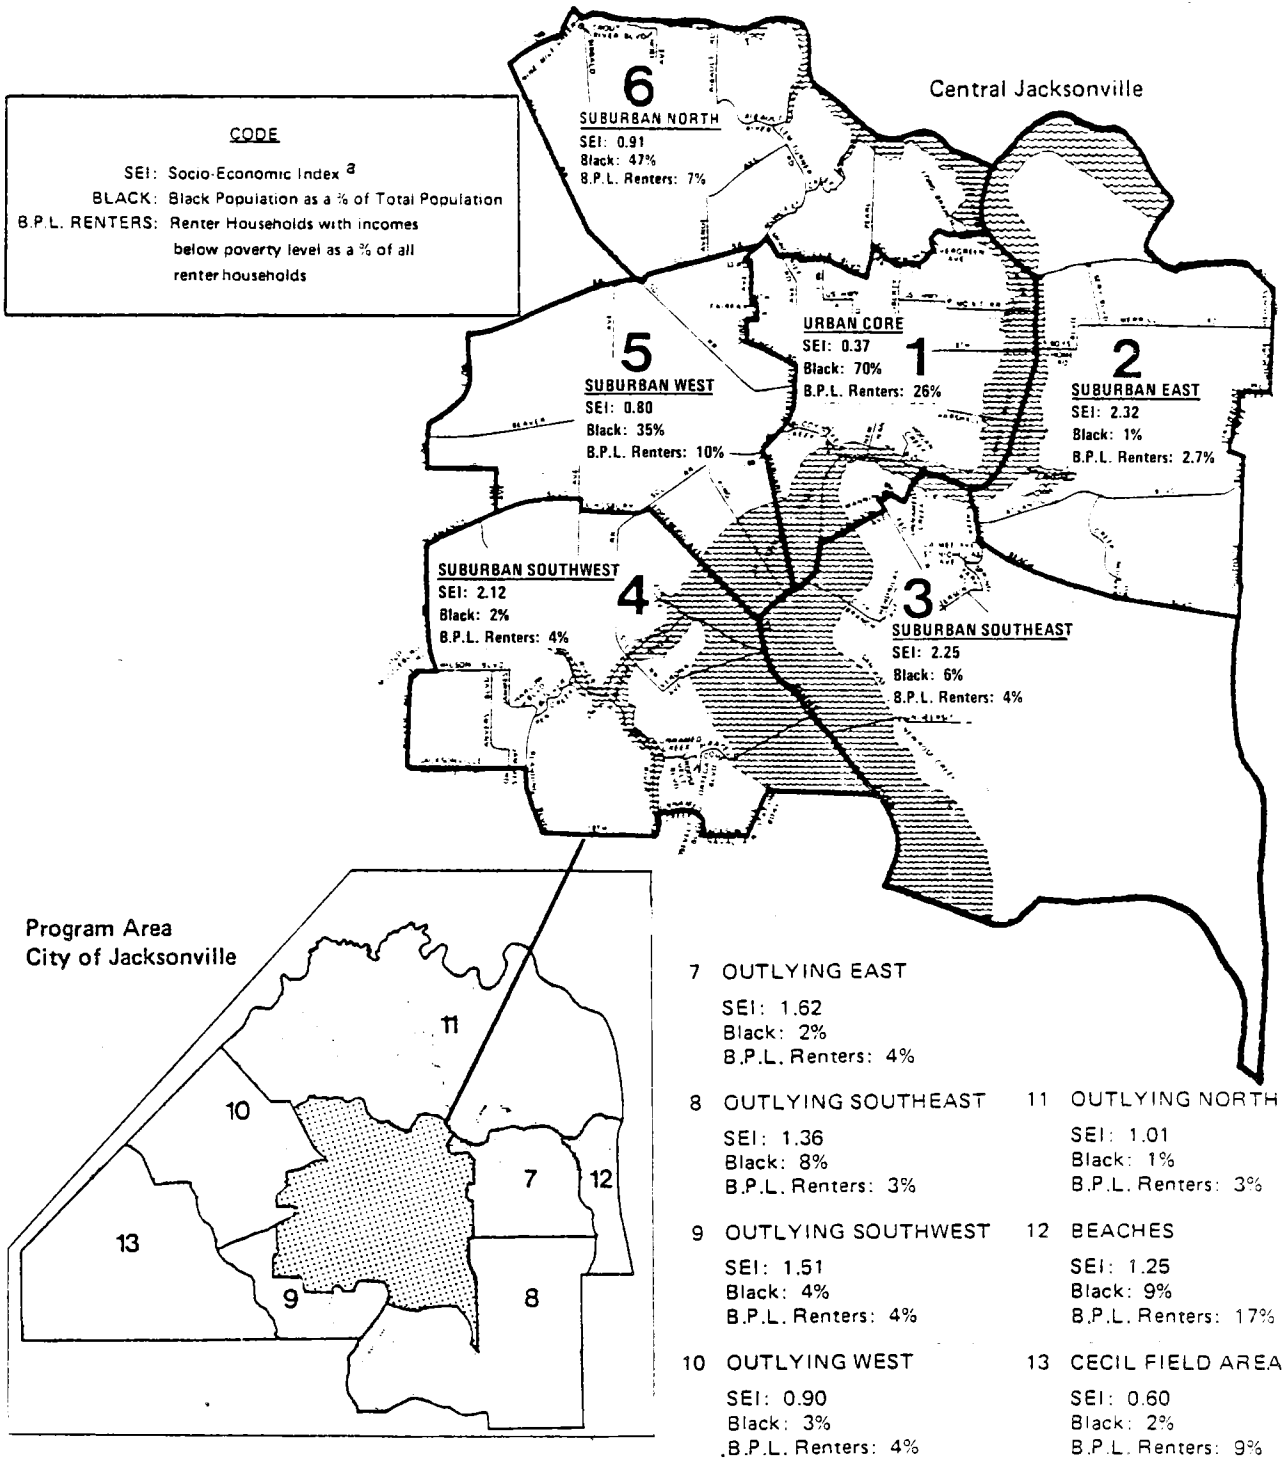 Central Jacksonville
CODE
SEI: Socio-Economic Index a
BLACK: Black Population as a % of Total Population
B.P.L. RENTERS: Renter Households with incomes
below poverty level as a % of all
renter households
6
SUBURBAN NORTH
SEI: 0.91
Black: 47%
B.P.L. Renters: 7%
5
SUBURBAN WEST
SEI: 0.80
Black: 35%
B.P.L. Renters: 10%
URBAN CORE
1
SEI: 0.37
Black: 70%
B.P.L. Renters: 26%
2
SUBURBAN EAST
SEI: 2.32
Black: 1%
B.P.L. Renters: 2.7%
SUBURBAN SOUTHWEST
4
SEI: 2.12
Black: 2%
B.P.L. Renters: 4%
3
SUBURBAN SOUTHEAST
SEI: 2.25
Black: 6%
B.P.L. Renters: 4%
BEAVER
Program Area
City of Jacksonville
11
10
7
12
13
9
8
7 OUTLYING EAST
SEI: 1.62
Black: 2%
B.P.L. Renters: 4%
8 OUTLYING SOUTHEAST
SEI: 1.36
Black: 8%
B.P.L. Renters: 3%
9 OUTLYING SOUTHWEST
SEI: 1.51
Black: 4%
B.P.L. Renters: 4%
10 OUTLYING WEST
SEI: 0.90
Black: 3%
B.P.L. Renters: 4%
11 OUTLYING NORTH
SEI: 1.01
Black: 1%
B.P.L. Renters: 3%
12 BEACHES
SEI: 1.25
Black: 9%
B.P.L. Renters: 17%
13 CECIL FIELD AREA
SEI: 0.60
Black: 2%
B.P.L. Renters: 9%